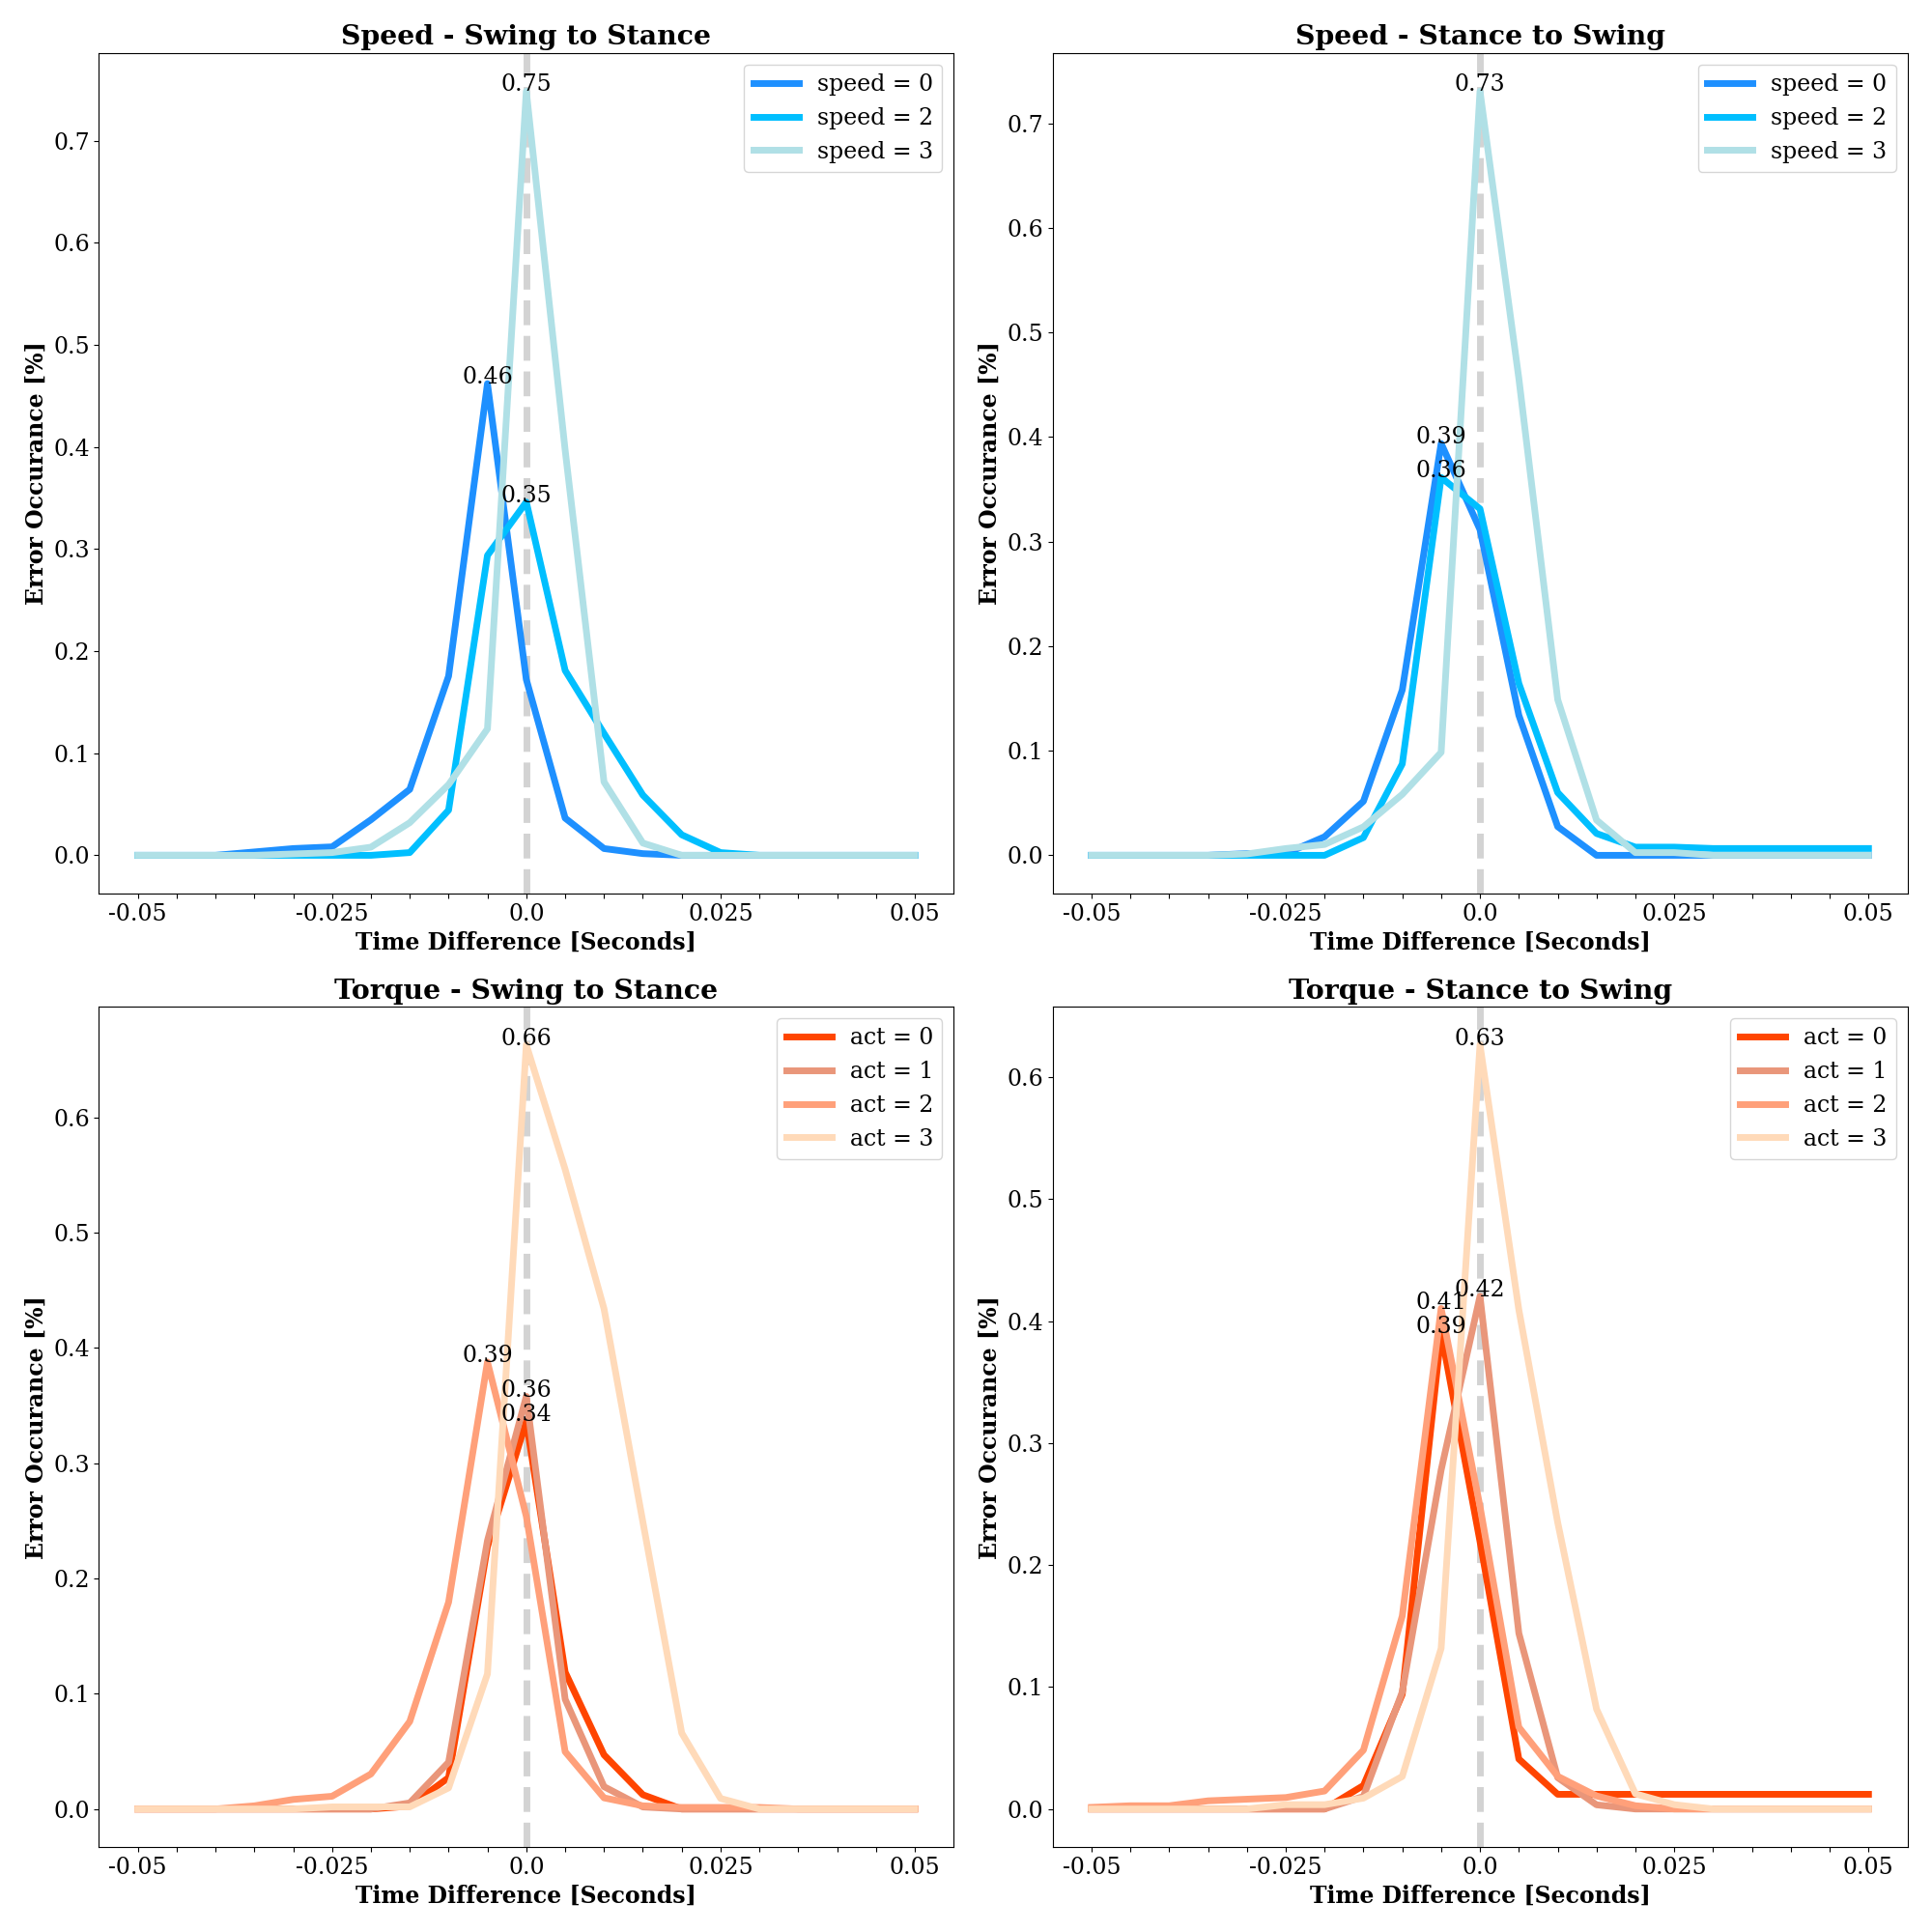 Speed - Swing to Stance
0.75
speed = 0
speed = 2
speed = 3
0.7
0.6
0.5
0.46
0.4
0.35
0.3
0.2
0.1
0.0
Error Occurance [%]
-0.05 -0.025 0.0 0.025 0.05
Time Difference [Seconds]
Speed - Stance to Swing
0.73
speed = 0
speed = 2
speed = 3
0.7
0.6
0.5
0.4
0.39
0.36
0.3
0.2
0.1
0.0
Error Occurance [%]
-0.05 -0.025 0.0 0.025 0.05
Time Difference [Seconds]
Torque - Swing to Stance
0.66
act = 0
act = 1
act = 2
act = 3
0.6
0.5
0.4
0.39
0.36
0.34
0.3
0.2
0.1
0.0
Error Occurance [%]
-0.05 -0.025 0.0 0.025 0.05
Time Difference [Seconds]
Torque - Stance to Swing
0.63
act = 0
act = 1
act = 2
act = 3
0.6
0.5
0.42
0.41
0.4
0.39
0.3
0.2
0.1
0.0
Error Occurance [%]
-0.05 -0.025 0.0 0.025 0.05
Time Difference [Seconds]